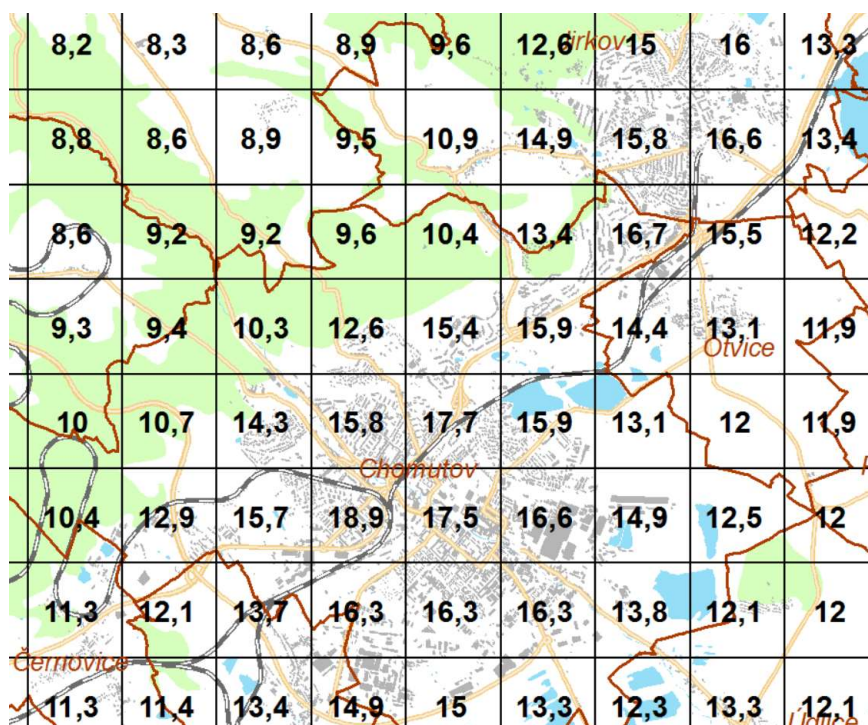 8,2 8,3 8,6 8,9 9,6 12,6 Jirkov 15 16 13,3
8,8 8,6 8,9 9,5 10,9 14,9 15,8 16,6 13,4
8,6 9,2 9,2 9,6 10,4 13,4 16,7 15,5 12,2
9,3 9,4 10,3 12,6 15,4 15,9 14,4 13,1 11,9
Otvice
10 10,7 14,3 15,8 17,7 15,9 13,1 12 11,9
Chomutov
10,4 12,9 15,7 18,9 17,5 16,6 14,9 12,5 12
11,3 12,1 13,7 16,3 16,3 16,3 13,8 12,1 12
Černovice
11,3 11,4 13,4 14,9 15 13,3 12,3 13,3 12,1